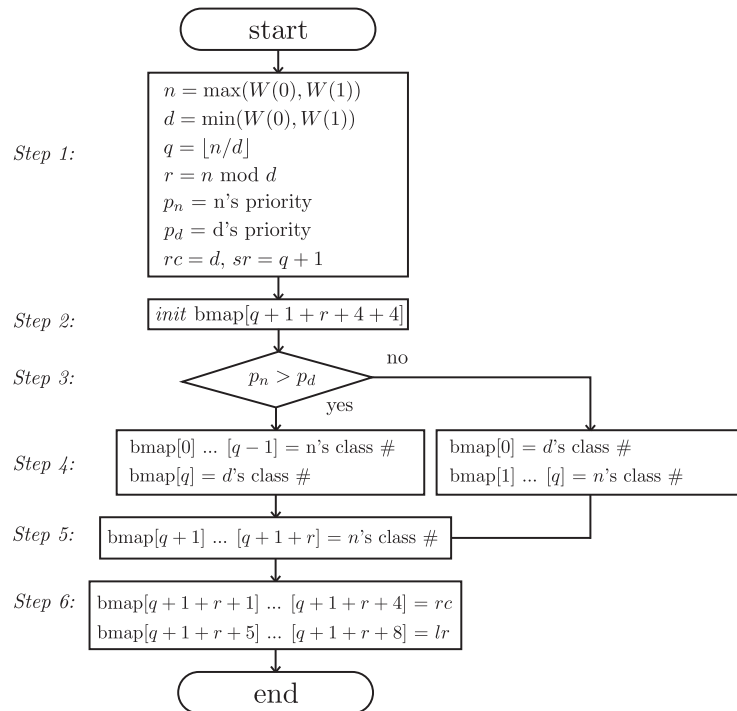 start
Step 1:
n = max(W(0), W(1))
d = min(W(0), W(1))
q = ⌊n/d⌋
r = n mod d
pₙ = n's priority
p_d = d's priority
rc = d, sr = q + 1
Step 2:
init bmap[q + 1 + r + 4 + 4]
Step 3:
pₙ > p_d
no
yes
Step 4:
bmap[0] ... [q − 1] = n's class #
bmap[q] = d's class #
bmap[0] = d's class #
bmap[1] ... [q] = n's class #
Step 5:
bmap[q + 1] ... [q + 1 + r] = n's class #
Step 6:
bmap[q + 1 + r + 1] ... [q + 1 + r + 4] = rc
bmap[q + 1 + r + 5] ... [q + 1 + r + 8] = lr
end